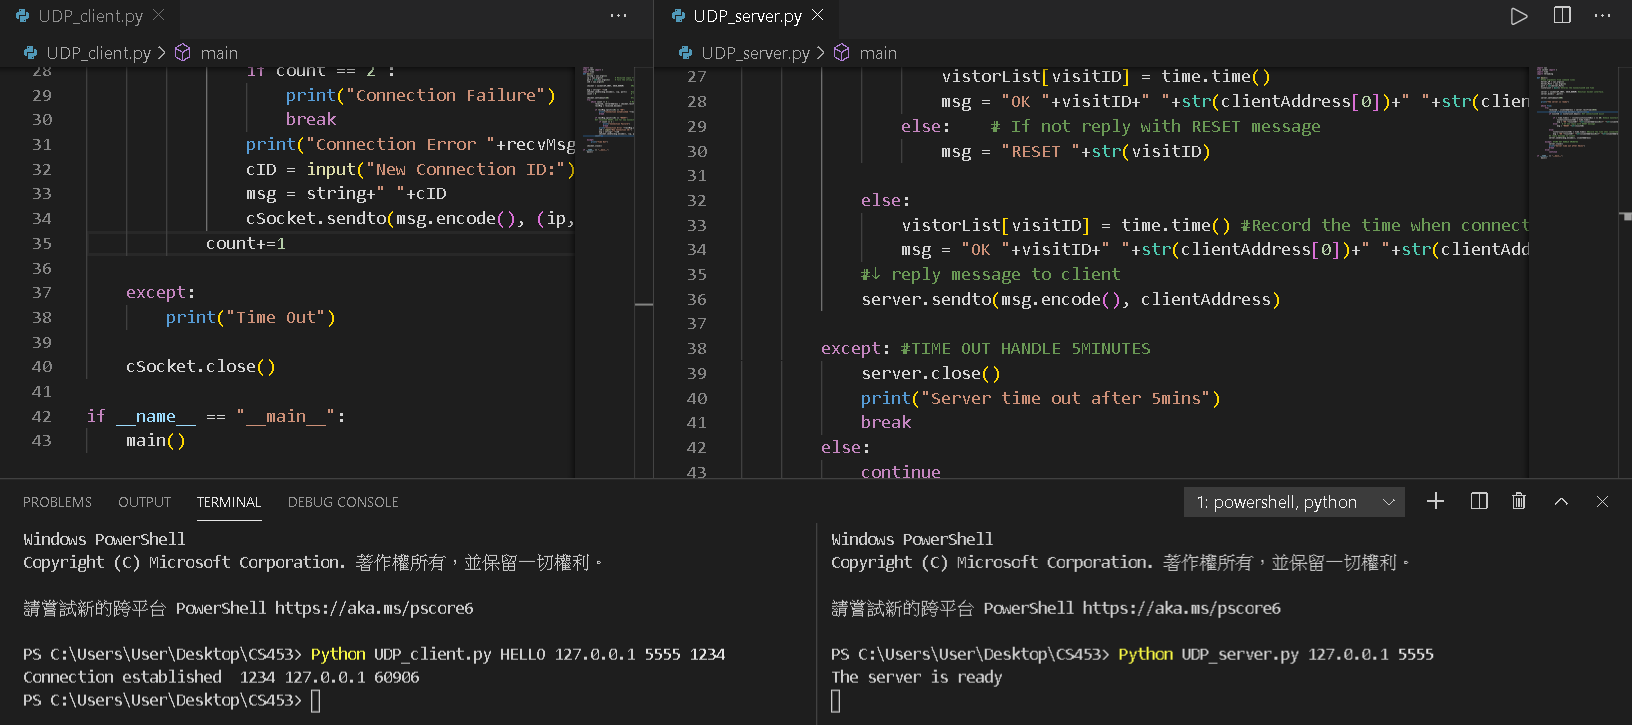 UDP_client.py
UDP_client.py > main
28 if count == 2 :
29 print("Connection Failure")
30 break
31 print("Connection Error "+recvMsg
32 cID = input("New Connection ID:")
33 msg = string+" "+cID
34 cSocket.sendto(msg.encode(), (ip,
35 count+=1
36
37 except:
38 print("Time Out")
39
40 cSocket.close()
41
42 if __name__ == "__main__":
43 main()
UDP_server.py
UDP_server.py > main
27 vistorList[visitID] = time.time()
28 msg = "OK "+visitID+" "+str(clientAddress[0])+" "+str(clien
29 else: # If not reply with RESET message
30 msg = "RESET "+str(visitID)
31
32 else:
33 vistorList[visitID] = time.time() #Record the time when connect
34 msg = "OK "+visitID+" "+str(clientAddress[0])+" "+str(clientAdd
35 #↓ reply message to client
36 server.sendto(msg.encode(), clientAddress)
37
38 except: #TIME OUT HANDLE 5MINUTES
39 server.close()
40 print("Server time out after 5mins")
41 break
42 else:
43 continue
PROBLEMS OUTPUT TERMINAL DEBUG CONSOLE
1: powershell, python
Windows PowerShell
Copyright (C) Microsoft Corporation. 著作權所有，並保留一切權利。
請嘗試新的跨平台 PowerShell https://aka.ms/pscore6
PS C:\Users\User\Desktop\CS453> Python UDP_client.py HELLO 127.0.0.1 5555 1234
Connection established  1234 127.0.0.1 60906
PS C:\Users\User\Desktop\CS453>
Windows PowerShell
Copyright (C) Microsoft Corporation. 著作權所有，並保留一切權利。
請嘗試新的跨平台 PowerShell https://aka.ms/pscore6
PS C:\Users\User\Desktop\CS453> Python UDP_server.py 127.0.0.1 5555
The server is ready